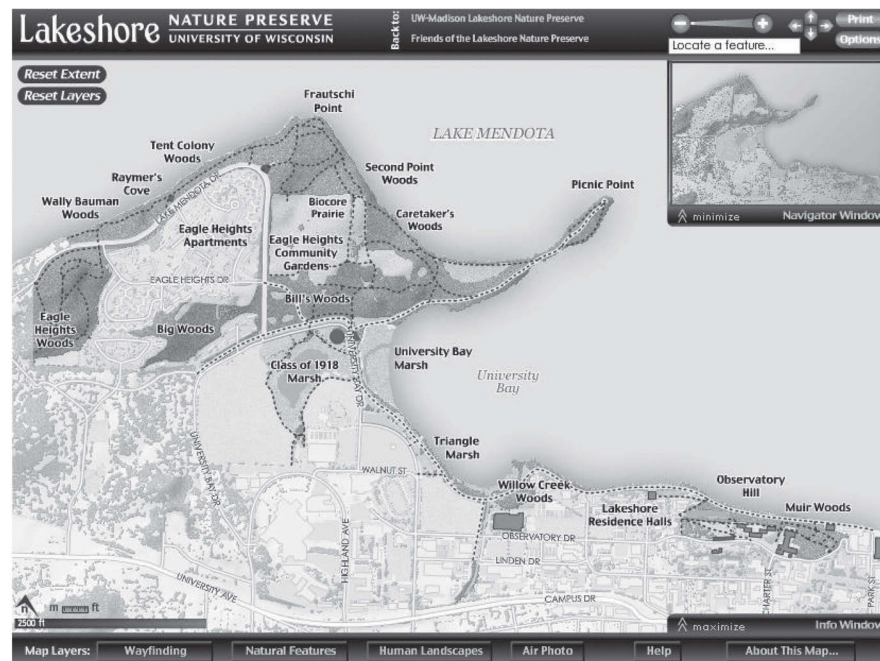 Lakeshore NATURE PRESERVE
UNIVERSITY OF WISCONSIN
Back to:
UW-Madison Lakeshore Nature Preserve
Friends of the Lakeshore Nature Preserve
Locate a feature...
Print
Options
Reset Extent
Reset Layers
minimize
Navigator Window
Frautschi
Point
LAKE MENDOTA
Tent Colony
Woods
Second Point
Woods
Raymer's
Cove
Picnic Point
LAKE MENDOTA DR
Wally Bauman
Woods
Biocore
Prairie
Caretaker's
Woods
Eagle Heights
Apartments
Eagle Heights
Community
Gardens
EAGLE HEIGHTS DR
Bill's Woods
Eagle
Heights
Woods
Big Woods
UNIVERSITY BAY DR
University Bay
Marsh
Class of 1918
Marsh
University
Bay
Triangle
Marsh
UNIVERSITY BAY DR
WALNUT ST
Willow Creek
Woods
Observatory
Hill
Lakeshore
Residence Halls
Muir Woods
OBSERVATORY DR
HIGHLAND AVE
LINDEN DR
UNIVERSITY AVE
CAMPUS DR
CHARTER ST
PARK ST
n
m ft
2500 ft
maximize
Info Window
Map Layers:
Wayfinding
Natural Features
Human Landscapes
Air Photo
Help
About This Map...